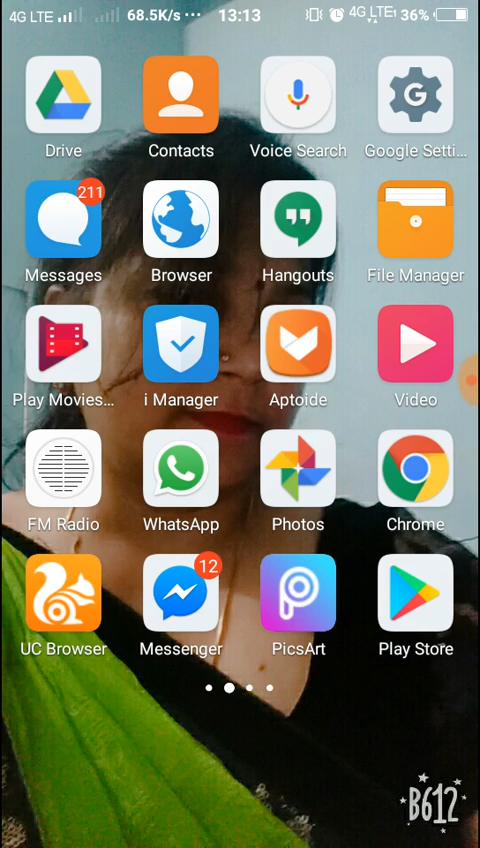 4G LTE 68.5K/s ··· 13:13 4G LTE 36%
Drive Contacts Voice Search Google Setti...
211
Messages Browser Hangouts File Manager
Play Movies... i Manager Aptoide Video
FM Radio WhatsApp Photos Chrome
12
UC Browser Messenger PicsArt Play Store
B612